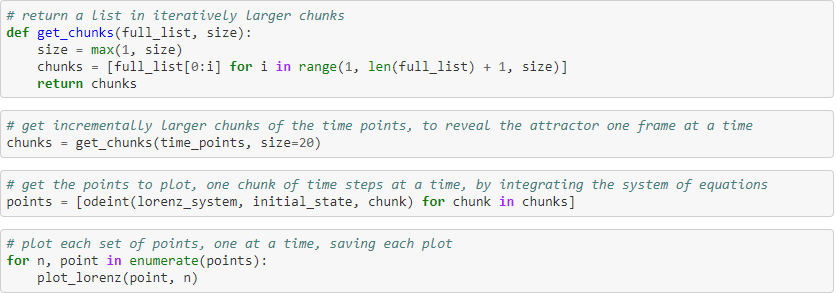 # return a list in iteratively larger chunks
def get_chunks(full_list, size):
    size = max(1, size)
    chunks = [full_list[0:i] for i in range(1, len(full_list) + 1, size)]
    return chunks
# get incrementally larger chunks of the time points, to reveal the attractor one frame at a time
chunks = get_chunks(time_points, size=20)
# get the points to plot, one chunk of time steps at a time, by integrating the system of equations
points = [odeint(lorenz_system, initial_state, chunk) for chunk in chunks]
# plot each set of points, one at a time, saving each plot
for n, point in enumerate(points):
    plot_lorenz(point, n)